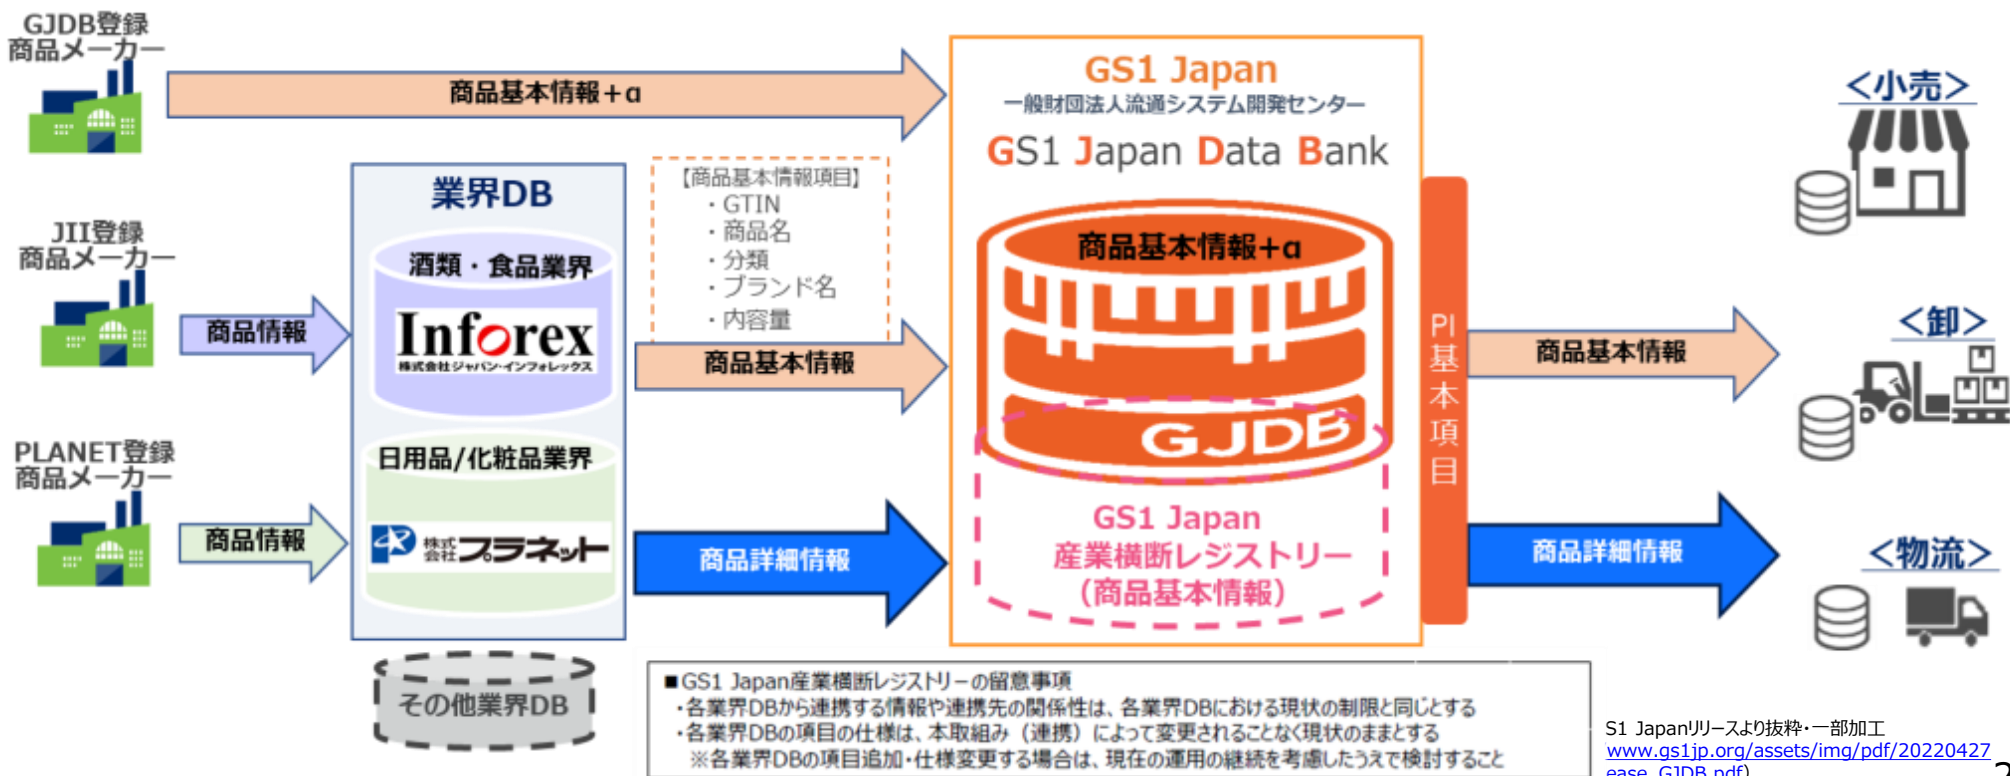 GJDB登録
商品メーカー
商品基本情報+α
JII登録
商品メーカー
商品情報
PLANET登録
商品メーカー
商品情報
業界DB
酒類・食品業界
Inforex
株式会社ジャパン・インフォレックス
日用品/化粧品業界
株式会社プラネット
その他業界DB
【商品基本情報項目】
・GTIN
・商品名
・分類
・ブランド名
・内容量
商品基本情報
商品詳細情報
GS1 Japan
一般財団法人流通システム開発センター
GS1 Japan Data Bank
商品基本情報+α
GJDB
GS1 Japan
産業横断レジストリー
（商品基本情報）
PI基本項目
商品基本情報
商品詳細情報
＜小売＞
＜卸＞
＜物流＞
■GS1 Japan産業横断レジストリーの留意事項
・各業界DBから連携する情報や連携先の関係性は、各業界DBにおける現状の制限と同じとする
・各業界DBの項目の仕様は、本取組み（連携）によって変更されることなく現状のままとする
※各業界DBの項目追加・仕様変更する場合は、現在の運用の継続を考慮したうえで検討すること
S1 Japanリリースより抜粋・一部加工
www.gs1jp.org/assets/img/pdf/20220427
ease_GJDB.pdf)